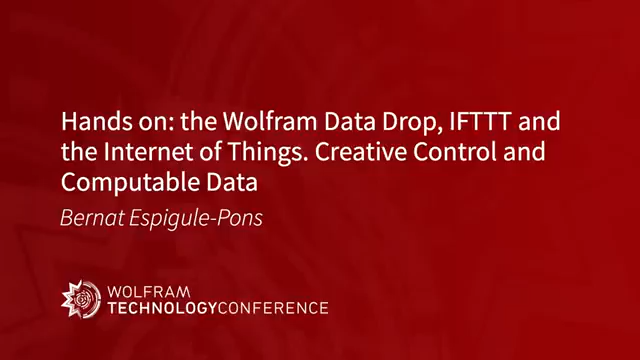 Hands on: the Wolfram Data Drop, IFTTT and
the Internet of Things. Creative Control and
Computable Data
Bernat Espigule-Pons
WOLFRAM
TECHNOLOGYCONFERENCE